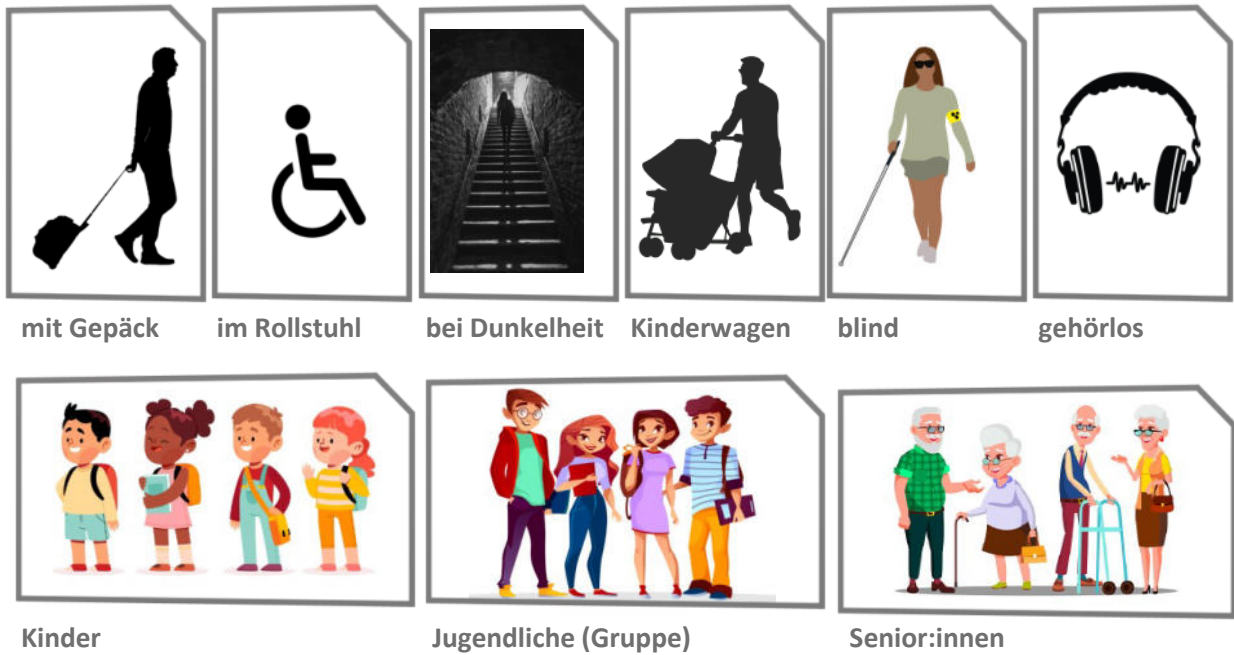 mit Gepäck
im Rollstuhl
bei Dunkelheit
Kinderwagen
blind
gehörlos
Kinder
Jugendliche (Gruppe)
Senior:innen